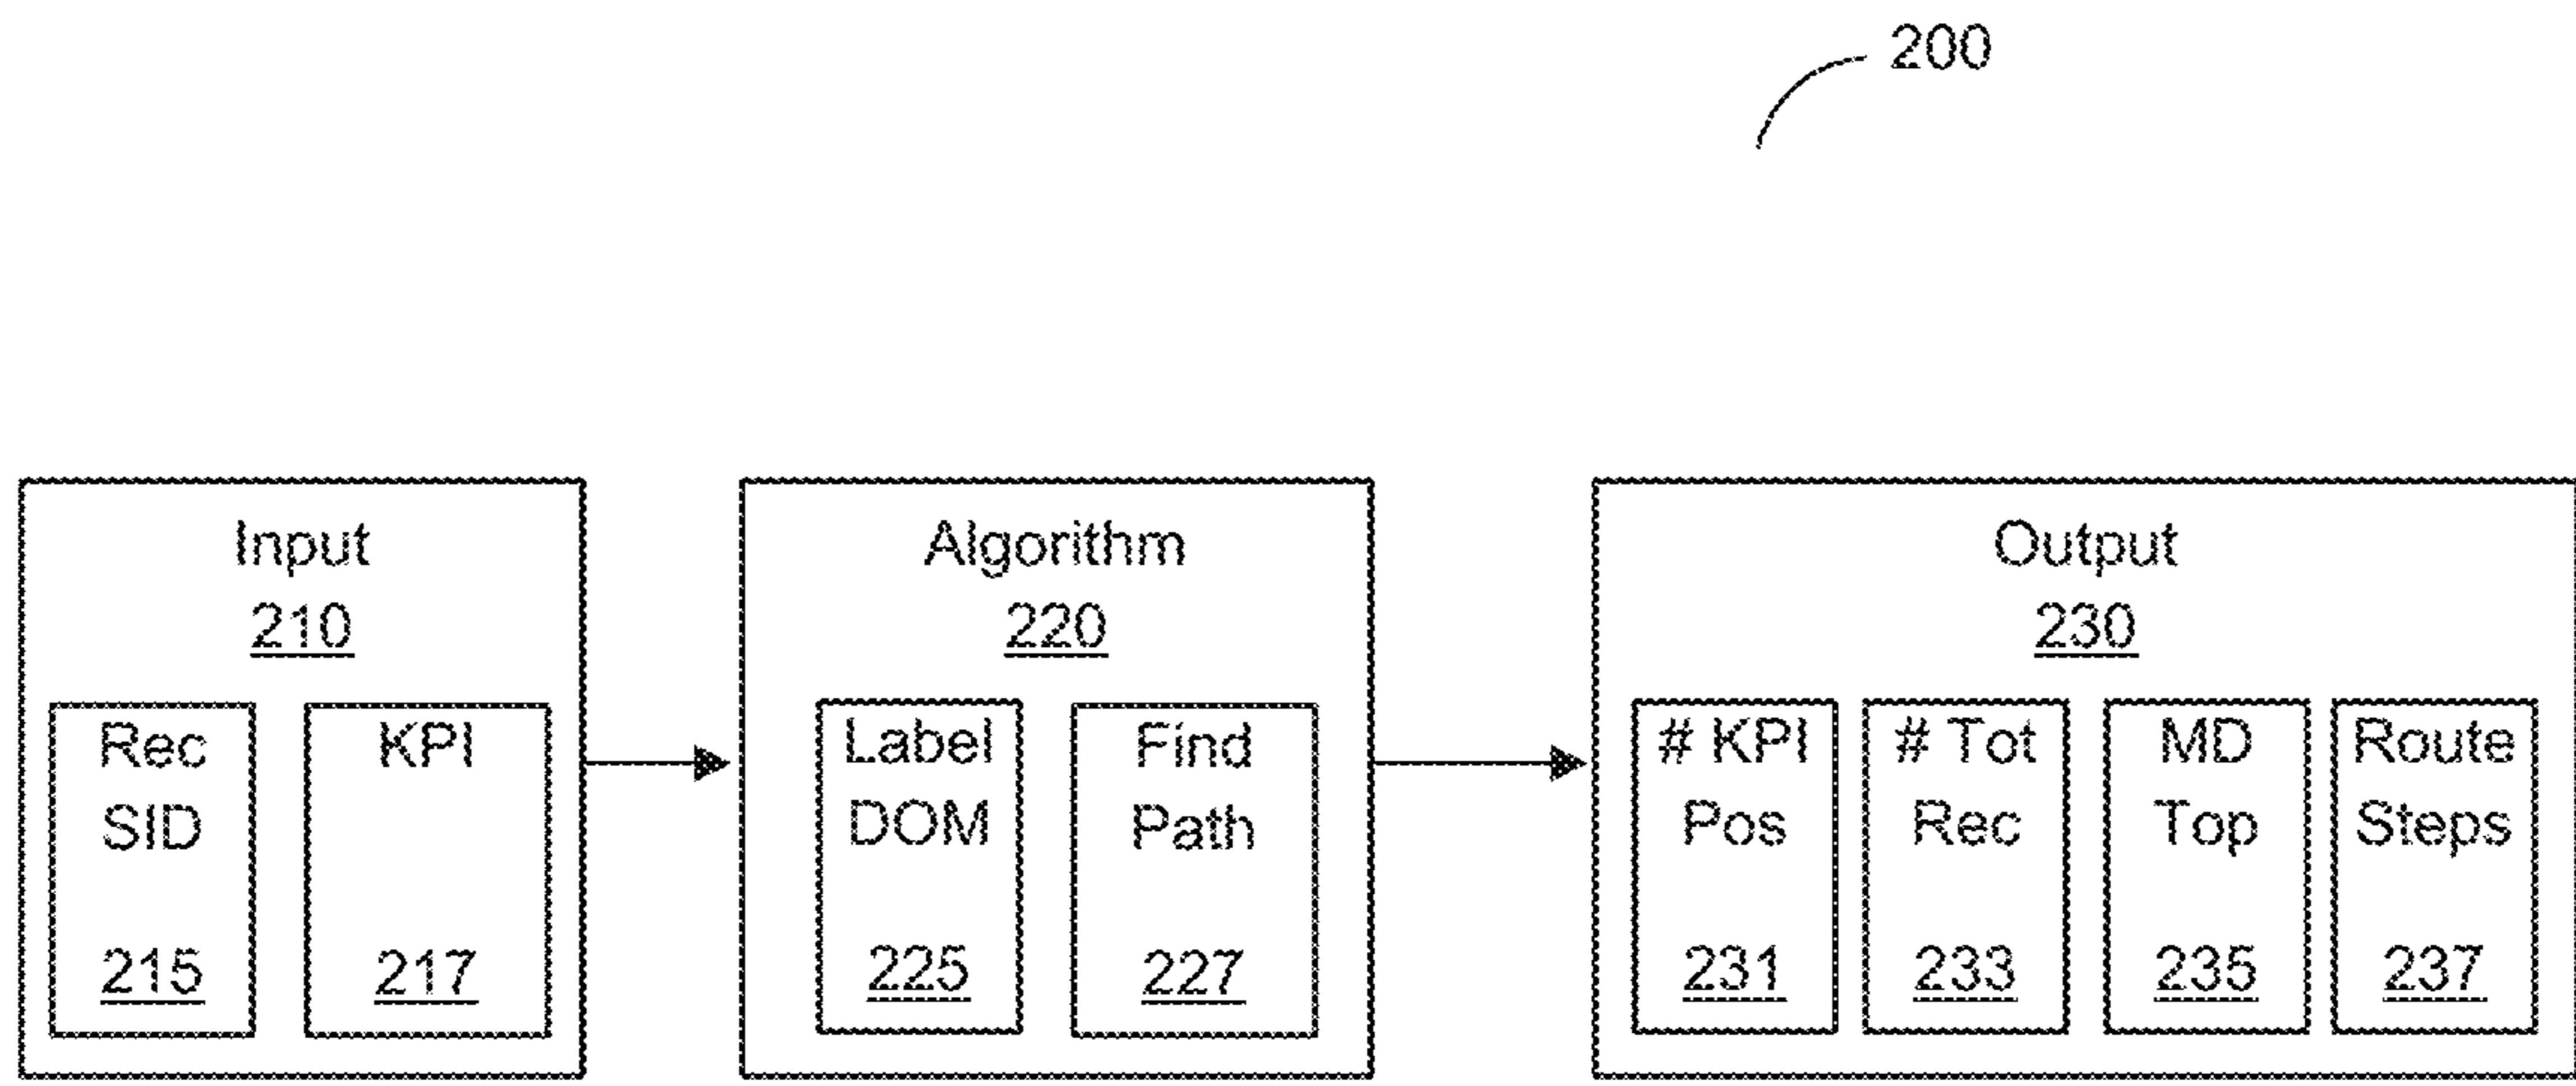 200
Input
210
Rec
SID
215
KPI
217
Algorithm
220
Label
DOM
225
Find
Path
227
Output
230
# KPI
Pos
231
# Tot
Rec
233
MD
Top
235
Route
Steps
237